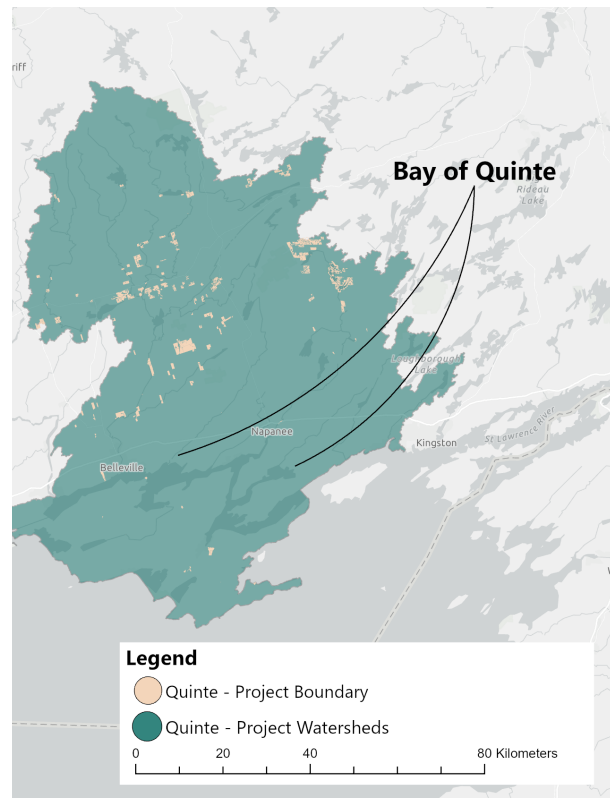 riff
Bay of Quinte
Rideau
Lake
Loughborough
Lake
Napanee
Kingston
St Lawrence River
Belleville
Legend
Quinte - Project Boundary
Quinte - Project Watersheds
0 20 40 80 Kilometers